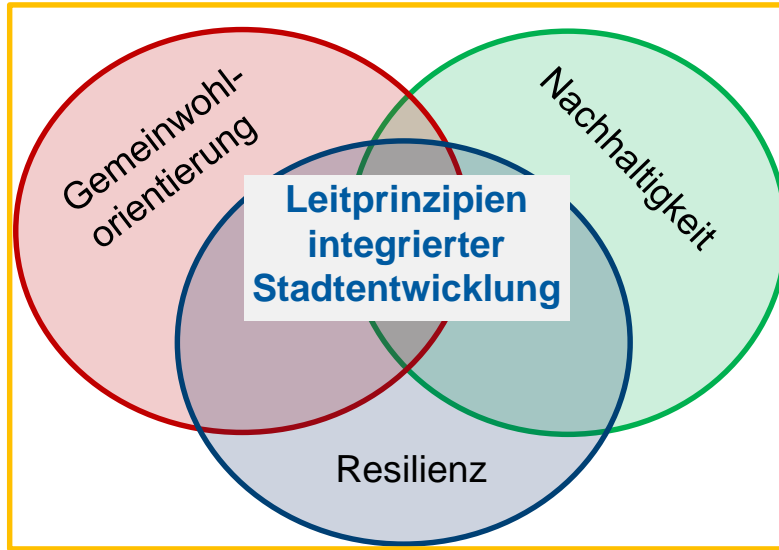 Gemeinwohl-
orientierung
Nachhaltigkeit
Leitprinzipien
integrierter
Stadtentwicklung
Resilienz